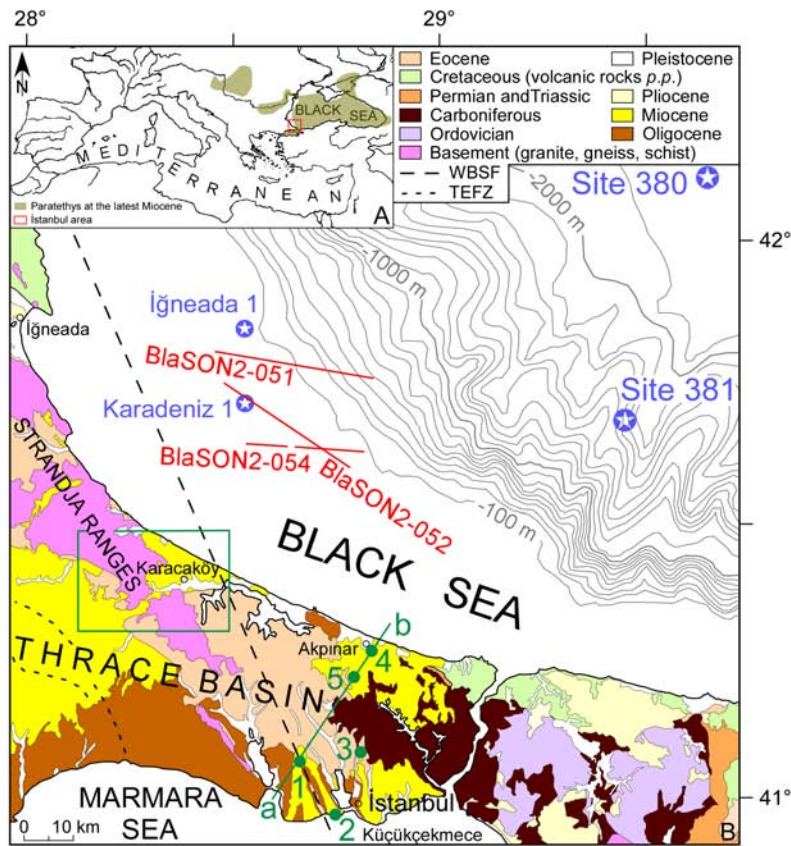 28°
29°
N
BLACK SEA
MEDITERRANEAN
Paratethys at the latest Miocene
İstanbul area
A
Eocene
Cretaceous (volcanic rocks p.p.)
Permian andTriassic
Carboniferous
Ordovician
Basement (granite, gneiss, schist)
Pleistocene
Pliocene
Miocene
Oligocene
WBSF
TEFZ
Site 380
-2000 m
42°
-1000 m
İğneada 1
İğneada
BlaSON2-051
Site 381
Karadeniz 1
BlaSON2-054
BlaSON2-052
-100 m
STRANDJA RANGES
BLACK SEA
Karacaköy
b
Akpınar
4
THRACE BASIN
5
3
1
a
MARMARA
SEA
İstanbul
41°
2
Küçükçekmece
0 10 km
B